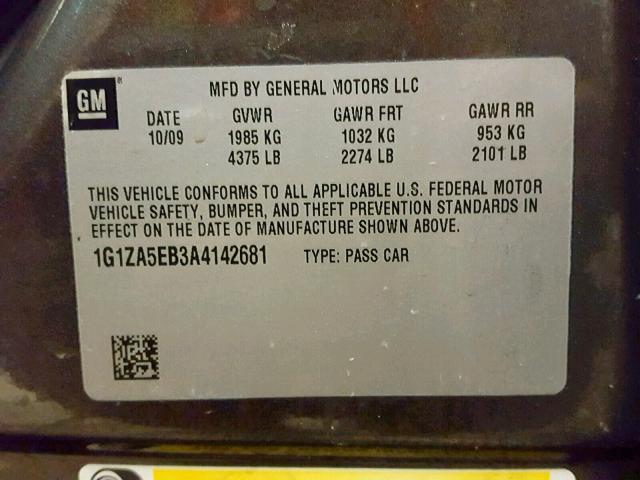 GM
MFD BY GENERAL MOTORS LLC
DATE GVWR GAWR FRT GAWR RR
10/09 1985 KG 1032 KG 953 KG
4375 LB 2274 LB 2101 LB
THIS VEHICLE CONFORMS TO ALL APPLICABLE U.S. FEDERAL MOTOR
VEHICLE SAFETY, BUMPER, AND THEFT PREVENTION STANDARDS IN
EFFECT ON THE DATE OF MANUFACTURE SHOWN ABOVE.
1G1ZA5EB3A4142681 TYPE: PASS CAR